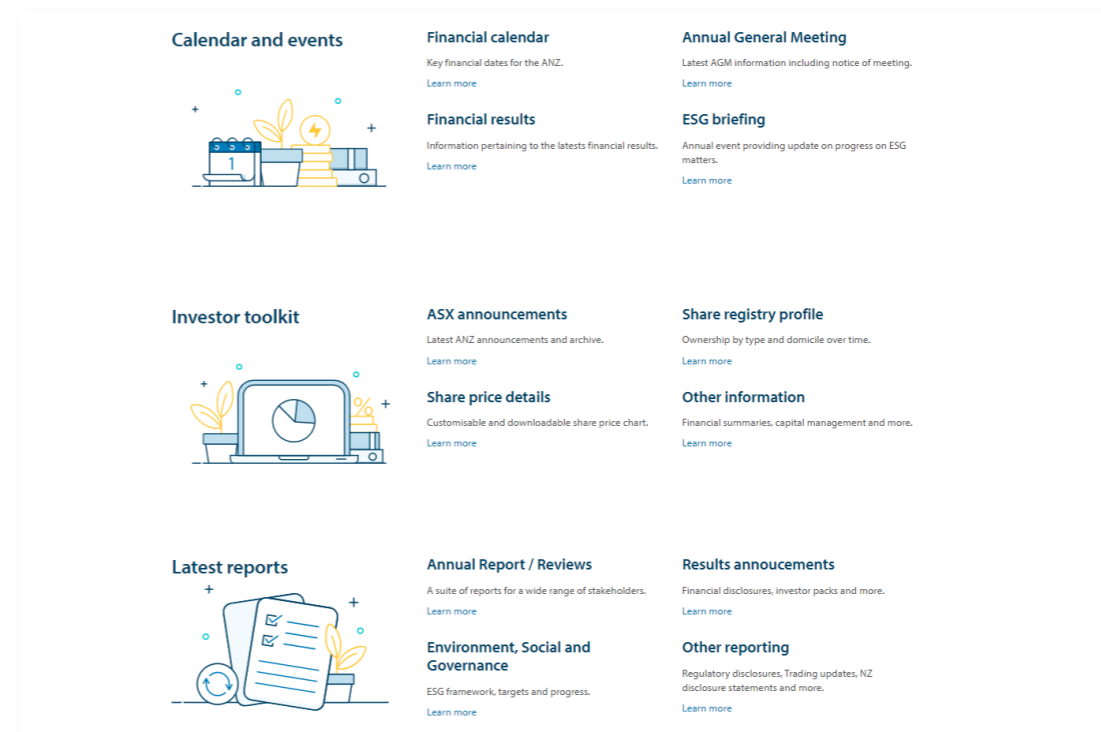 Calendar and events
Financial calendar
Key financial dates for the ANZ.
Learn more
Annual General Meeting
Latest AGM information including notice of meeting.
Learn more
Financial results
Information pertaining to the latests financial results.
Learn more
ESG briefing
Annual event providing update on progress on ESG
matters.
Learn more
1
Investor toolkit
ASX announcements
Latest ANZ announcements and archive.
Learn more
Share registry profile
Ownership by type and domicile over time.
Learn more
Share price details
Customisable and downloadable share price chart.
Learn more
Other information
Financial summaries, capital management and more.
Learn more
%
Latest reports
Annual Report / Reviews
A suite of reports for a wide range of stakeholders.
Learn more
Results annoucements
Financial disclosures, investor packs and more.
Learn more
Environment, Social and
Governance
ESG framework, targets and progress.
Learn more
Other reporting
Regulatory disclosures, Trading updates, NZ
disclosure statements and more.
Learn more